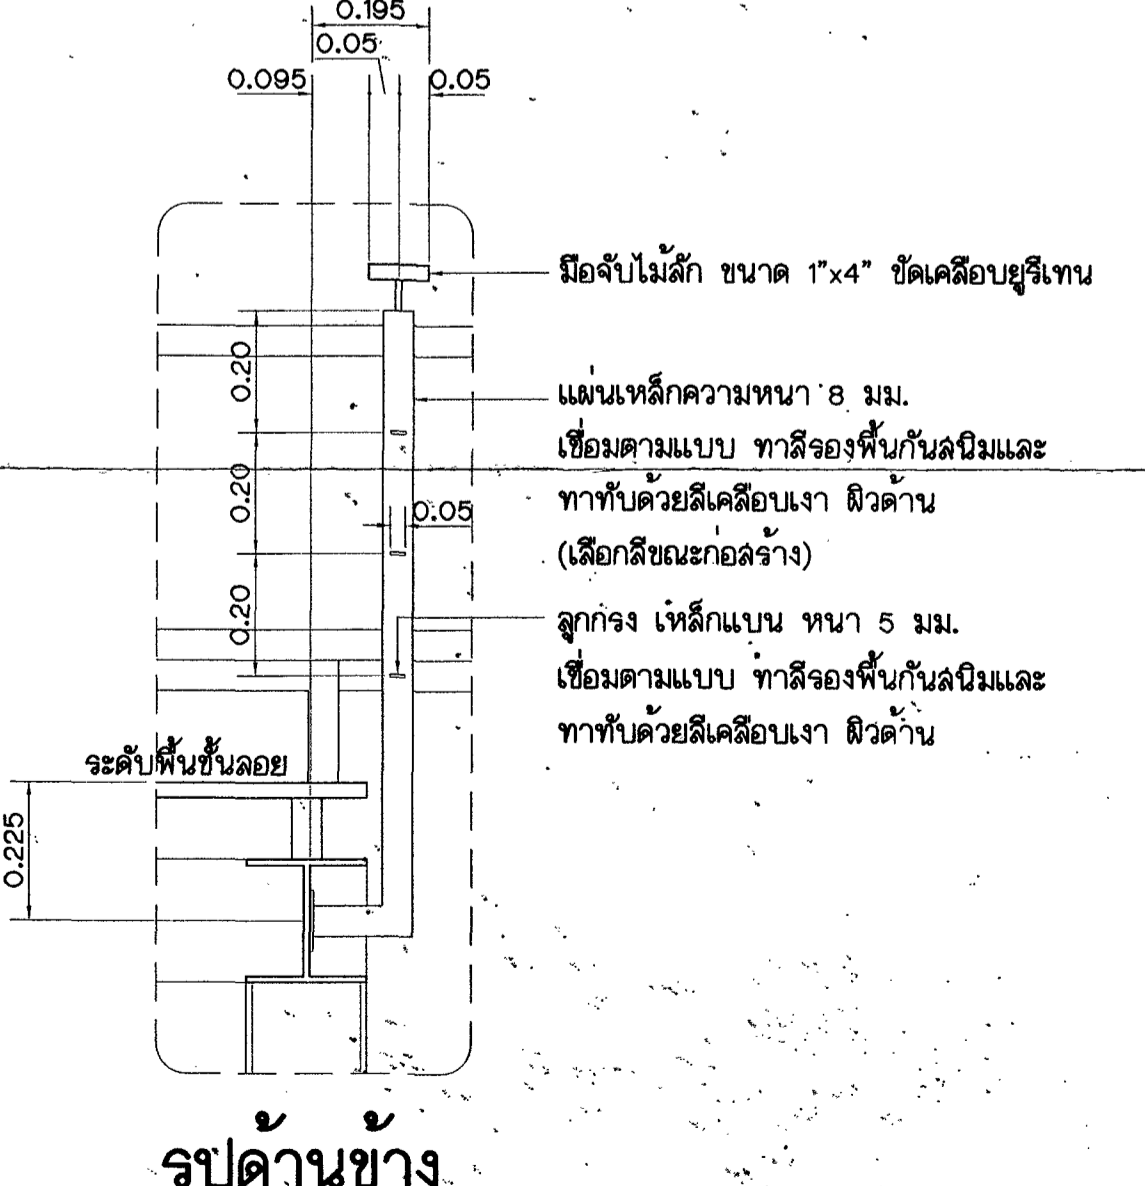 0.195
0.05
0.095
0.05
มือจับไม้สัก ขนาด 1"x4" ขัดเคลือบยูรีเทน
0.20
แผ่นเหล็กความหนา 8 มม.
เชื่อมตามแบบ ทาสีรองพื้นกันสนิมและ
0.20
ทาทับด้วยสีเคลือบเงา ผิวด้าน
0.05
(เลือกสีขณะก่อสร้าง)
0.20
ลูกกรง เหล็กแบน หนา 5 มม.
เชื่อมตามแบบ ทาสีรองพื้นกันสนิมและ
ทาทับด้วยสีเคลือบเงา ผิวด้าน
ระดับพื้นชั้นลอย
0.225
รูปด้านข้าง